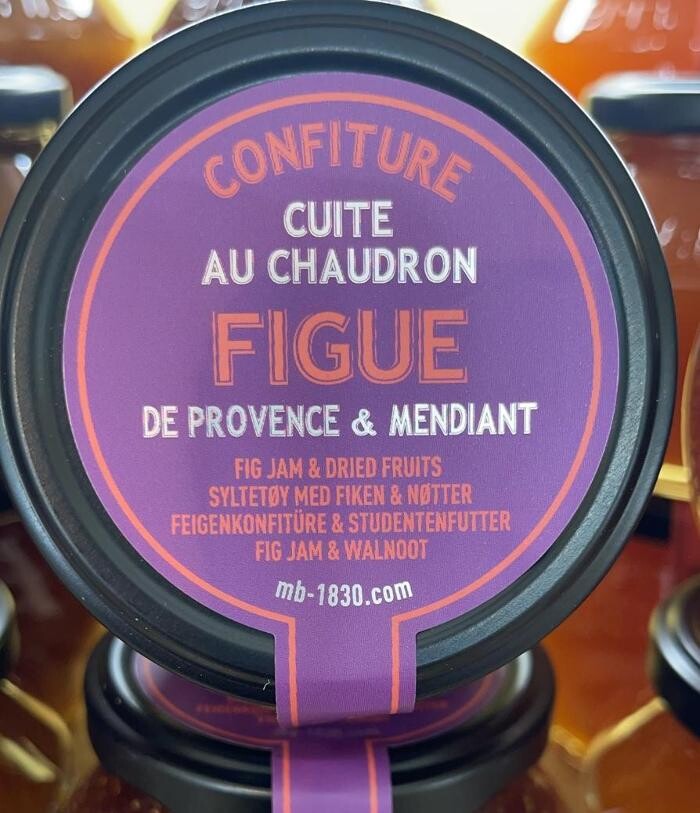 CONFITURE
CUITE
AU CHAUDRON
FIGUE
DE PROVENCE & MENDIANT
FIG JAM & DRIED FRUITS
SYLTETØY MED FIKEN & NØTTER
FEIGENKONFITÜRE & STUDENTENFUTTER
FIG JAM & WALNOOT
mb-1830.com